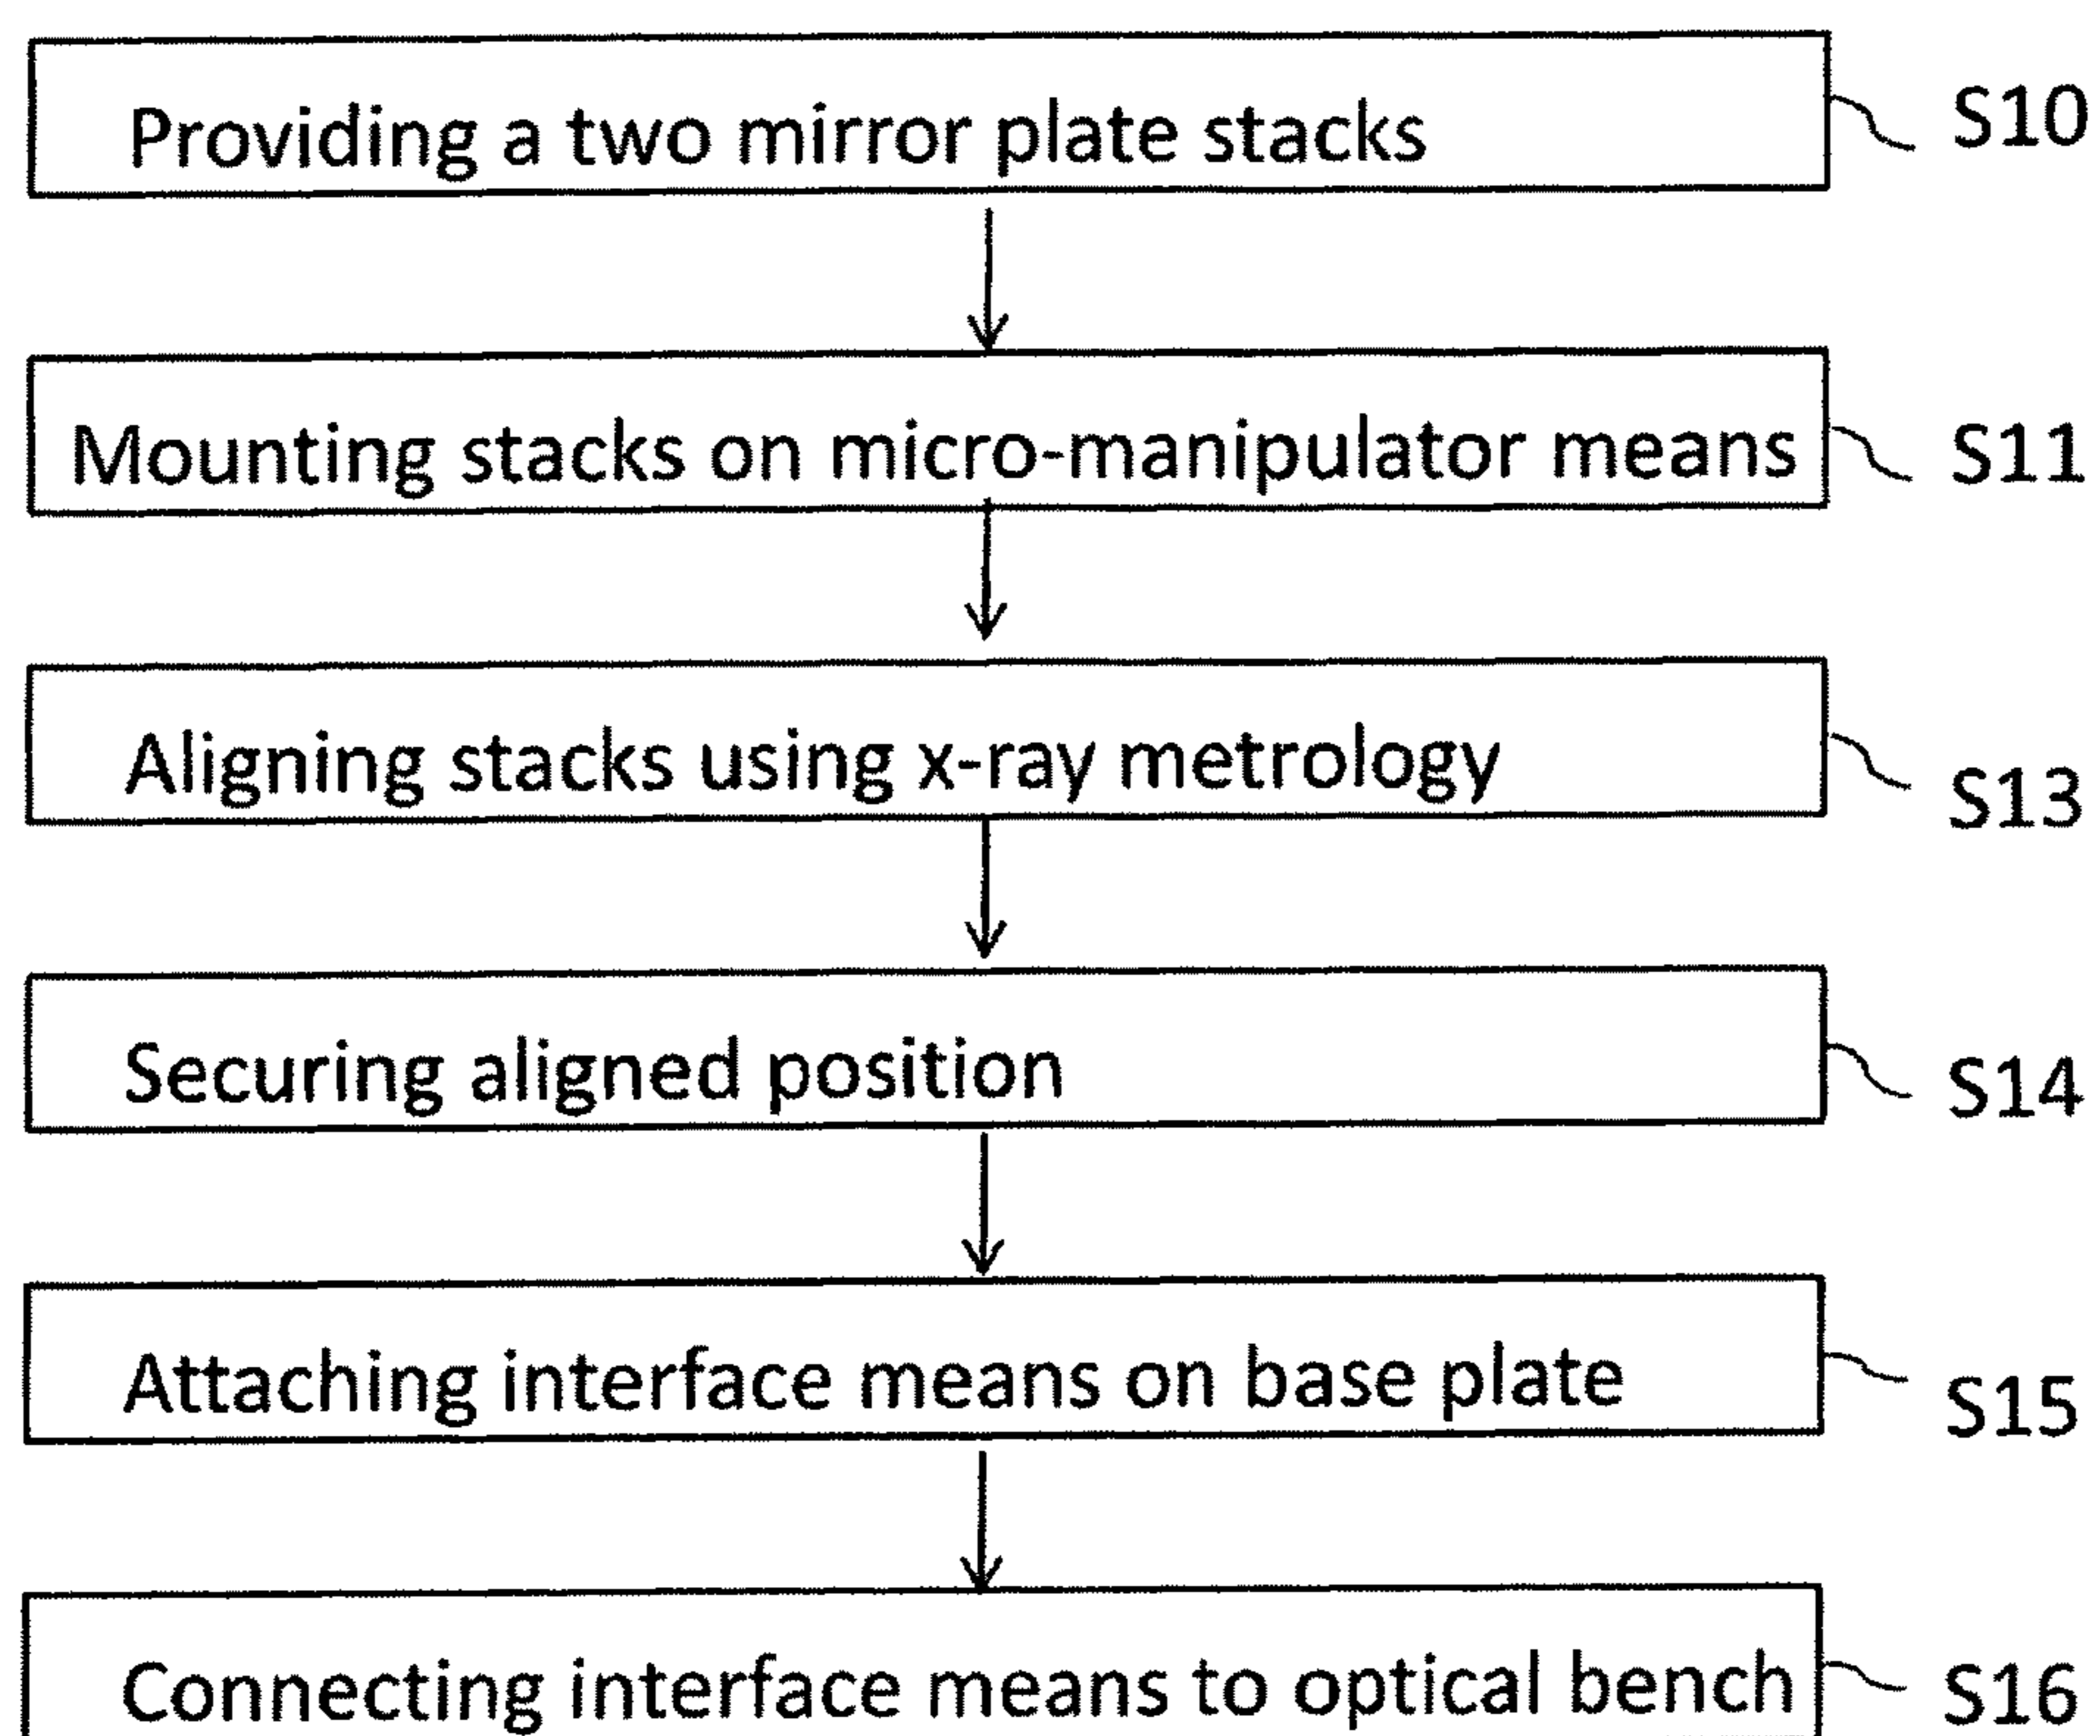 Providing a two mirror plate stacks S10
Mounting stacks on micro-manipulator means S11
Aligning stacks using x-ray metrology S13
Securing aligned position S14
Attaching interface means on base plate S15
Connecting interface means to optical bench S16